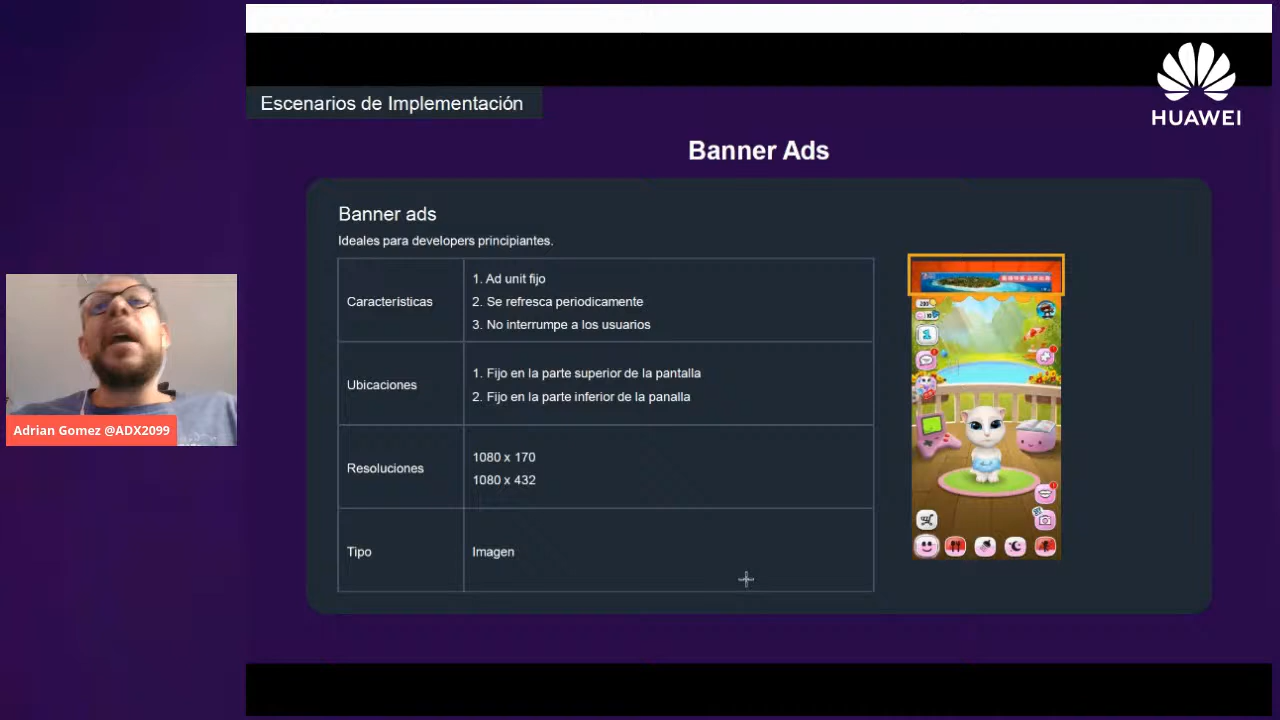 HUAWEI
Escenarios de Implementación
Banner Ads
Banner ads
Ideales para developers principiantes.
Caracteristicas
1. Ad unit fijo
2. Se refresca periodicamente
3. No interrumpe a los usuarios
Ubicaciones
1. Fijo en la parte superior de la pantalla
2. Fijo en la parte inferior de la panalla
Resoluciones
1080 x 170
1080 x 432
Tipo
Imagen
Adrian Gomez @ADX2099